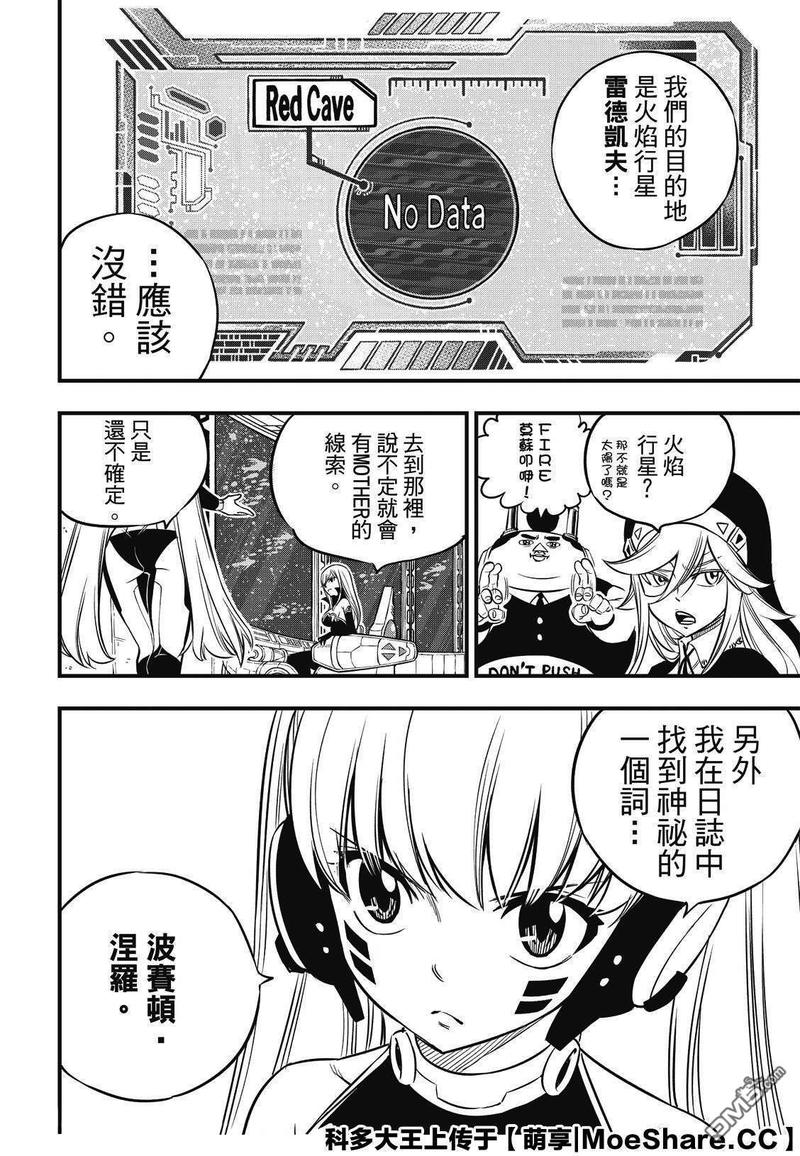 我們的目的地
是火焰行星
雷德凱夫…
Red Cave
No Data
…應該
沒錯。
火焰
行星？
那不就是
太陽了嗎？
FIRE
莫蘇叩呷！
DON'T PUSH
去到那裡，
說不定就會
有MOTHER的
線索。
只是
還不確定。
另外
我在日誌中
找到神祕的
一個詞…
波賽頓·
涅羅。
科多大王上传于【萌享|MoeShare.CC】